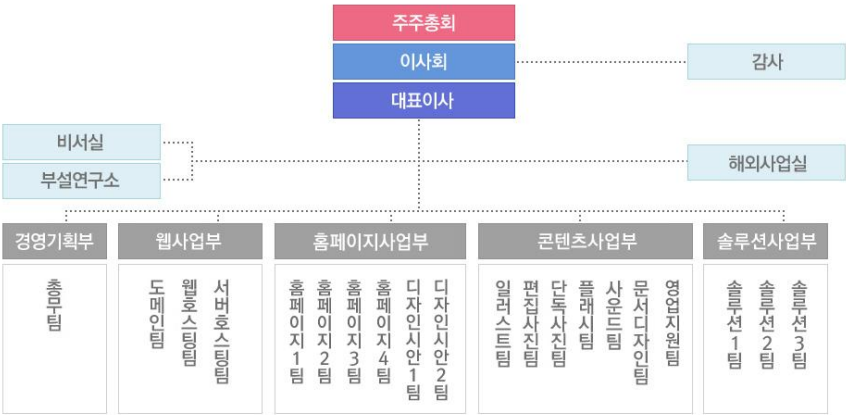 주주총회
이사회
감사
대표이사
비서실
부설연구소
해외사업실
경영기획부
웹사업부
홈페이지사업부
콘텐츠사업부
솔루션사업부
총무팀
도메인팀
웹호스팅팀
서버호스팅팀
홈페이지1팀
홈페이지2팀
홈페이지3팀
홈페이지4팀
디자인시안1팀
디자인시안2팀
일러스트팀
편집사진팀
단독사진팀
플래시팀
사운드팀
문서디자인팀
영업지원팀
솔루션1팀
솔루션2팀
솔루션3팀